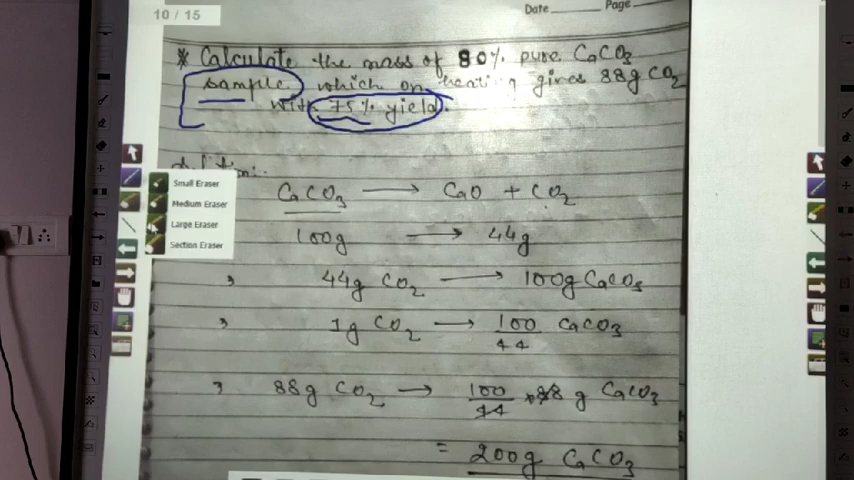 10 / 15
Date Page
* Calculate the mass of 80% pure CaCO3
sample which on heating gives 88g CO2
with 75% yield.
CaCO3 → CaO + CO2
100g → 44g
44g CO2 → 100g CaCO3
1g CO2 → 100/44 CaCO3
88g CO2 → 100/44 * 88 g CaCO3
= 200g CaCO3
Small Eraser
Medium Eraser
Large Eraser
Section Eraser